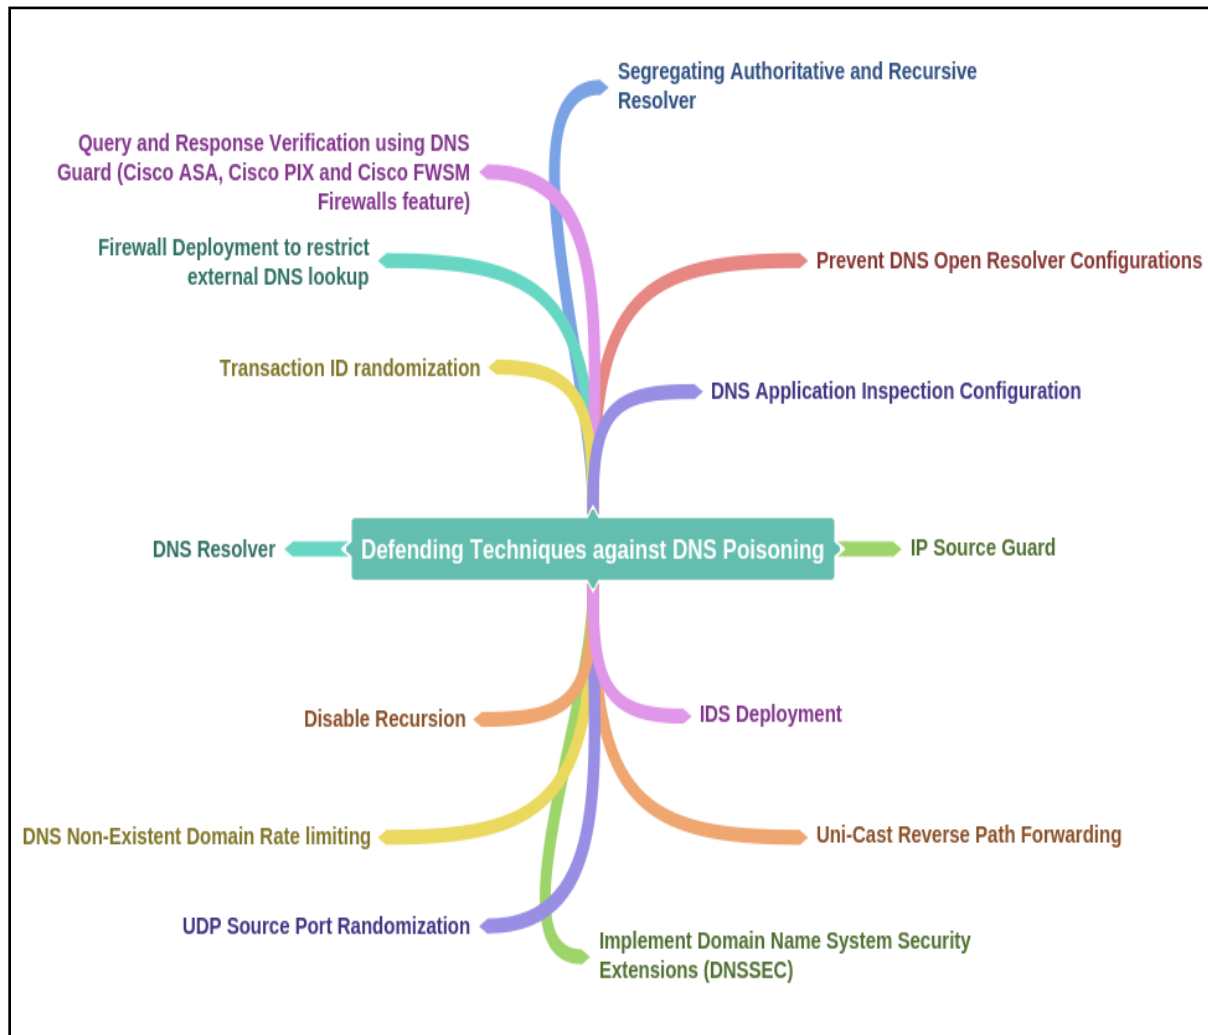 Segregating Authoritative and Recursive
Resolver
Query and Response Verification using DNS
Guard (Cisco ASA, Cisco PIX and Cisco FWSM
Firewalls feature)
Firewall Deployment to restrict
external DNS lookup
Prevent DNS Open Resolver Configurations
Transaction ID randomization
DNS Application Inspection Configuration
DNS Resolver
Defending Techniques against DNS Poisoning
IP Source Guard
Disable Recursion
IDS Deployment
DNS Non-Existent Domain Rate limiting
Uni-Cast Reverse Path Forwarding
UDP Source Port Randomization
Implement Domain Name System Security
Extensions (DNSSEC)